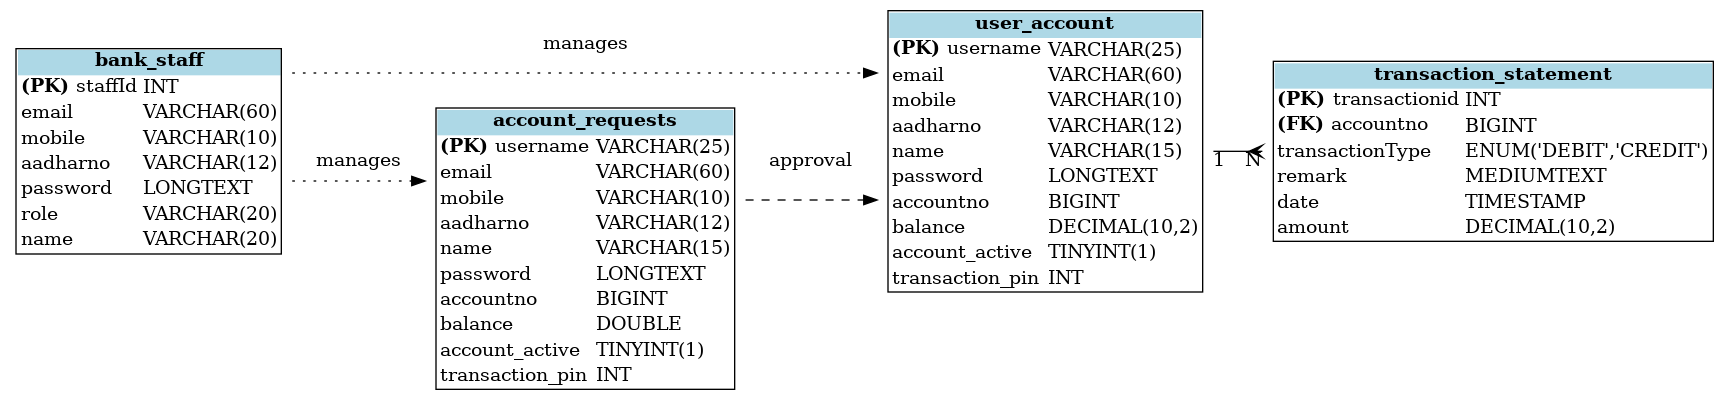 bank_staff
(PK) staffId INT
email VARCHAR(60)
mobile VARCHAR(10)
aadharno VARCHAR(12)
password LONGTEXT
role VARCHAR(20)
name VARCHAR(20)
manages
manages
account_requests
(PK) username VARCHAR(25)
email VARCHAR(60)
mobile VARCHAR(10)
aadharno VARCHAR(12)
name VARCHAR(15)
password LONGTEXT
accountno BIGINT
balance DOUBLE
account_active TINYINT(1)
transaction_pin INT
approval
user_account
(PK) username VARCHAR(25)
email VARCHAR(60)
mobile VARCHAR(10)
aadharno VARCHAR(12)
name VARCHAR(15)
password LONGTEXT
accountno BIGINT
balance DECIMAL(10,2)
account_active TINYINT(1)
transaction_pin INT
1 N
transaction_statement
(PK) transactionid INT
(FK) accountno BIGINT
transactionType ENUM('DEBIT','CREDIT')
remark MEDIUMTEXT
date TIMESTAMP
amount DECIMAL(10,2)